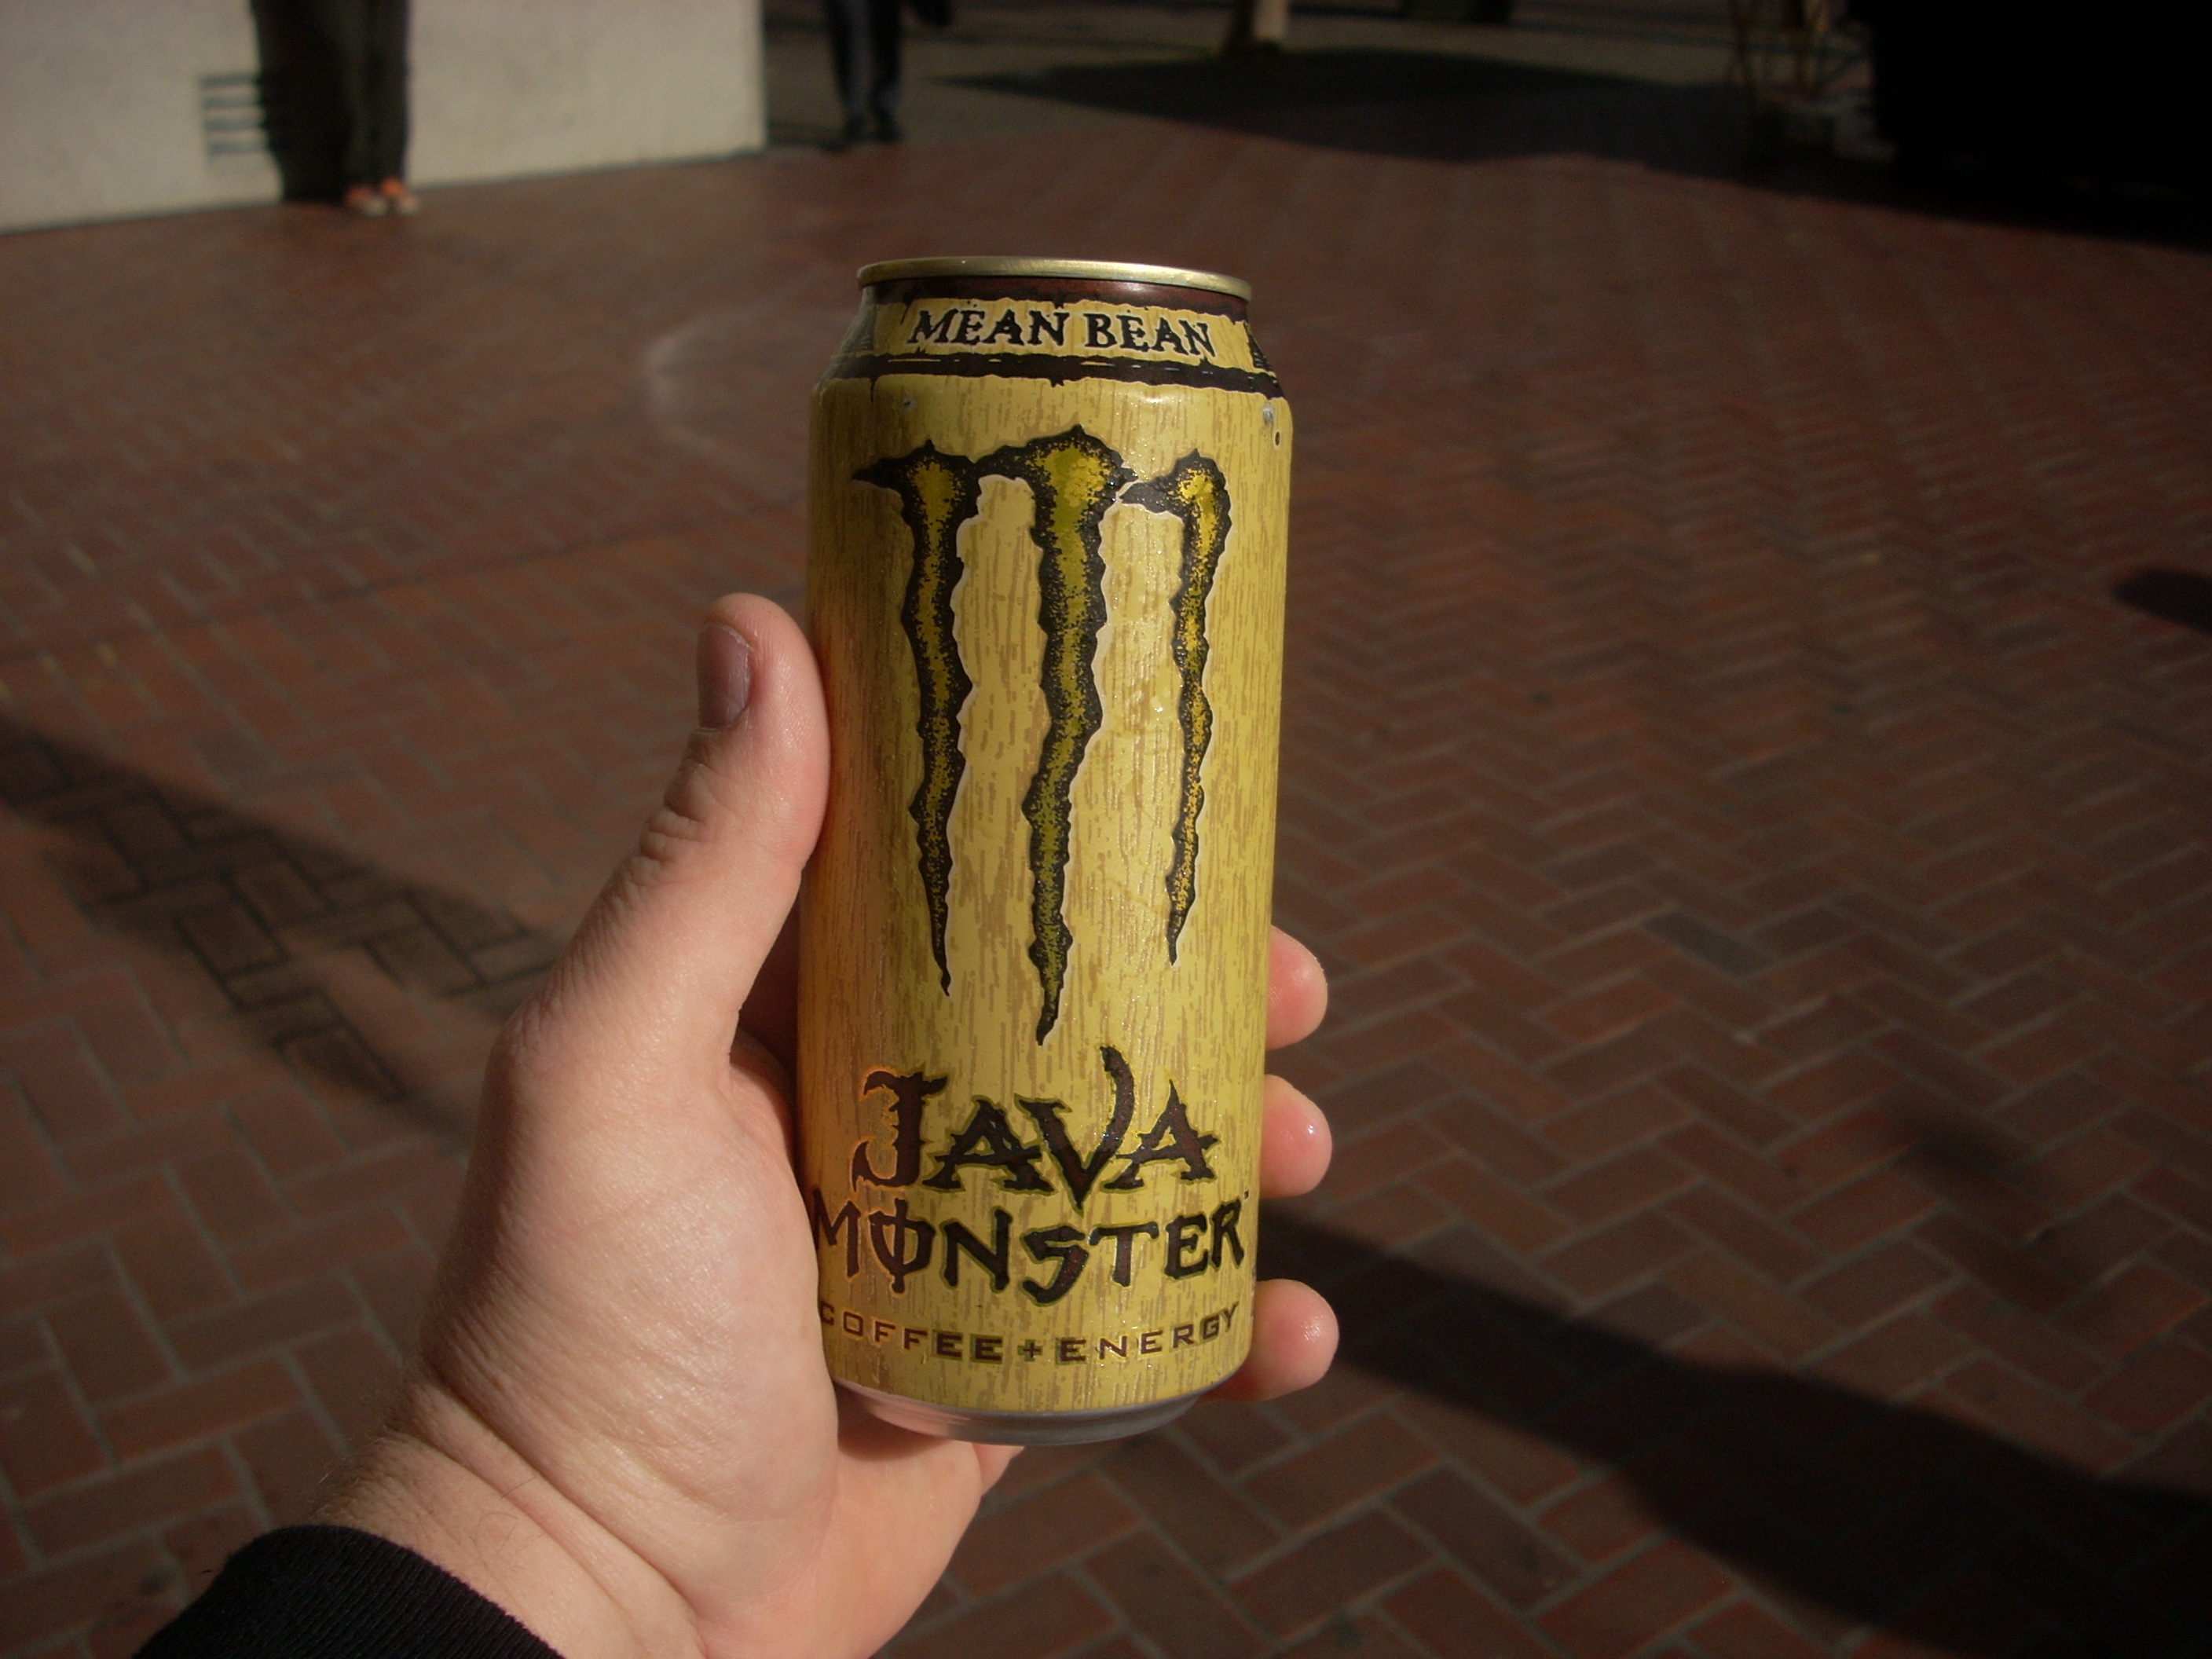 MEAN BEAN
JAVA
MONSTER
COFFEE + ENERGY